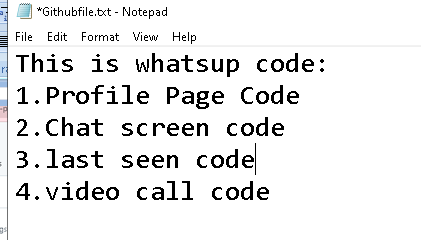 *Githubfile.txt - Notepad
File Edit Format View Help
This is whatsup code:
1.Profile Page Code
2.Chat screen code
3.last seen code
4.video call code